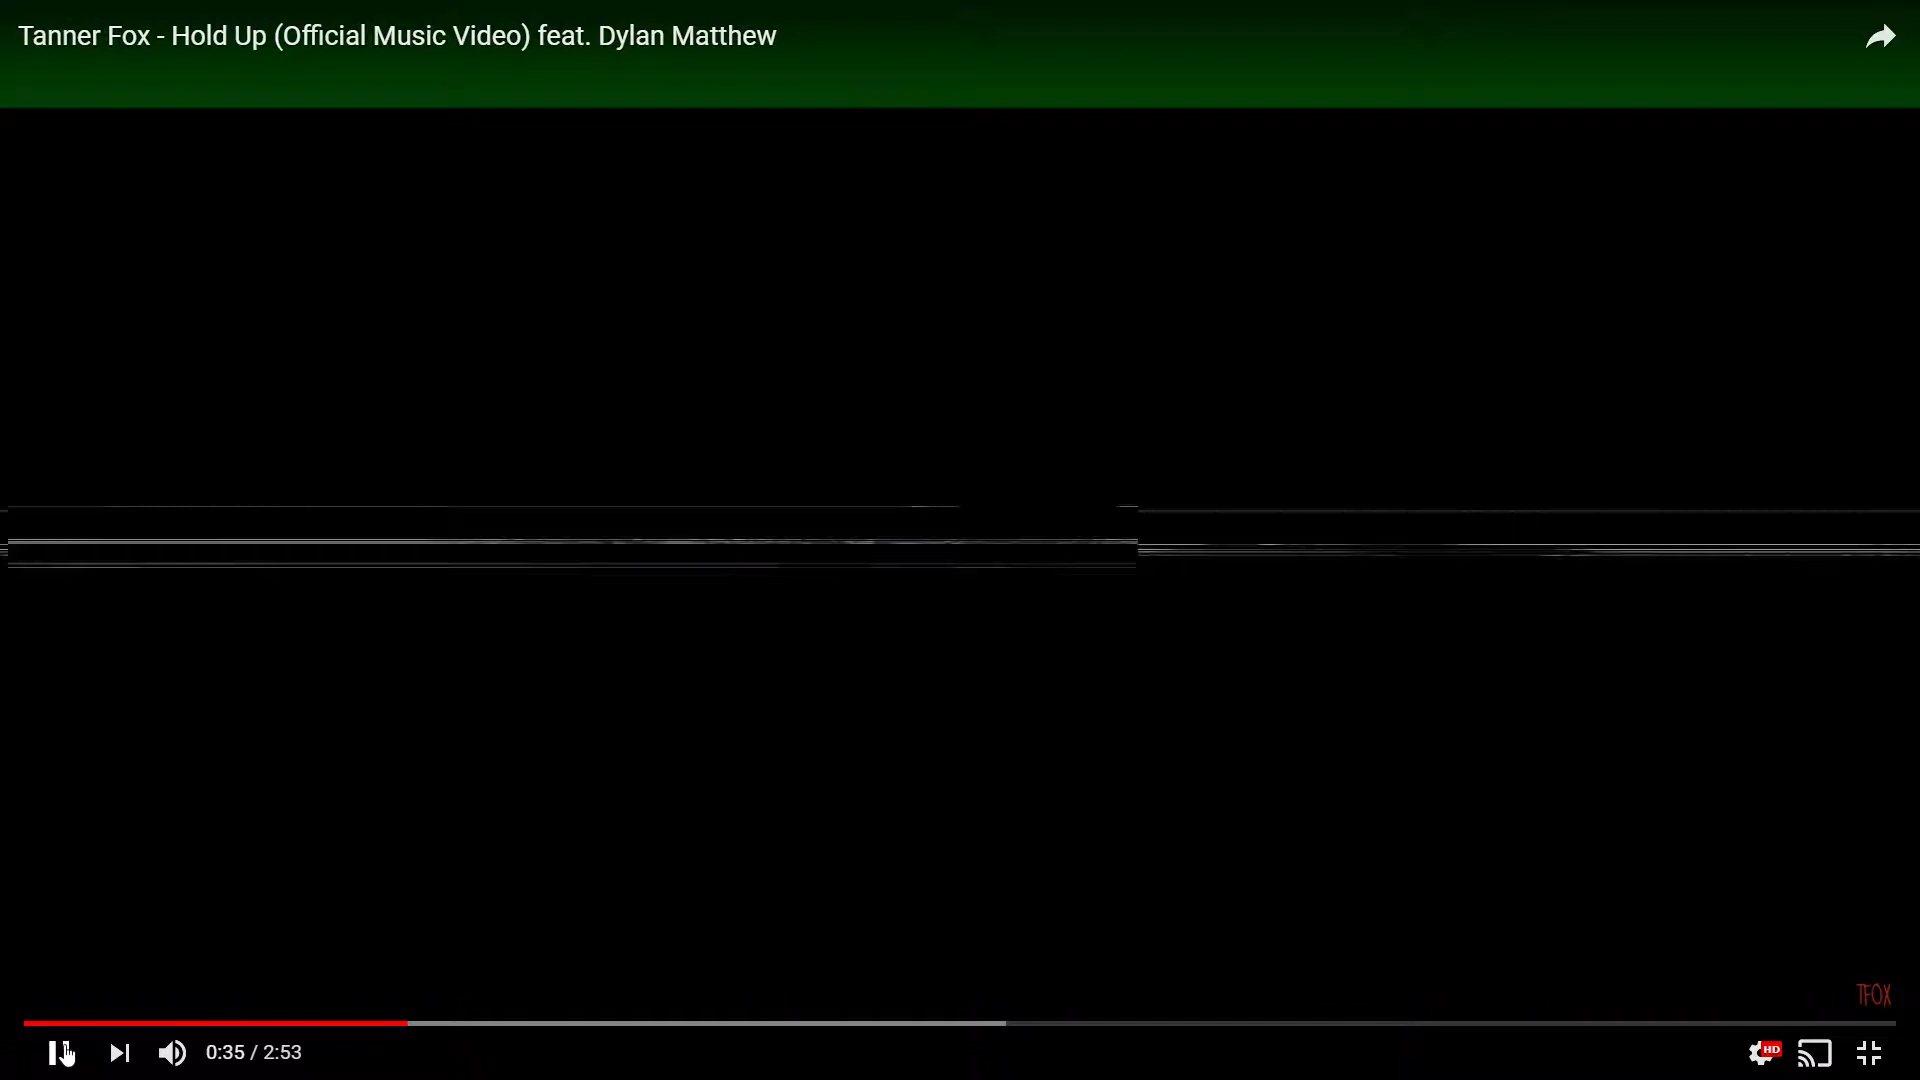 Tanner Fox - Hold Up (Official Music Video) feat. Dylan Matthew
TFOX
0:35 / 2:53
HD